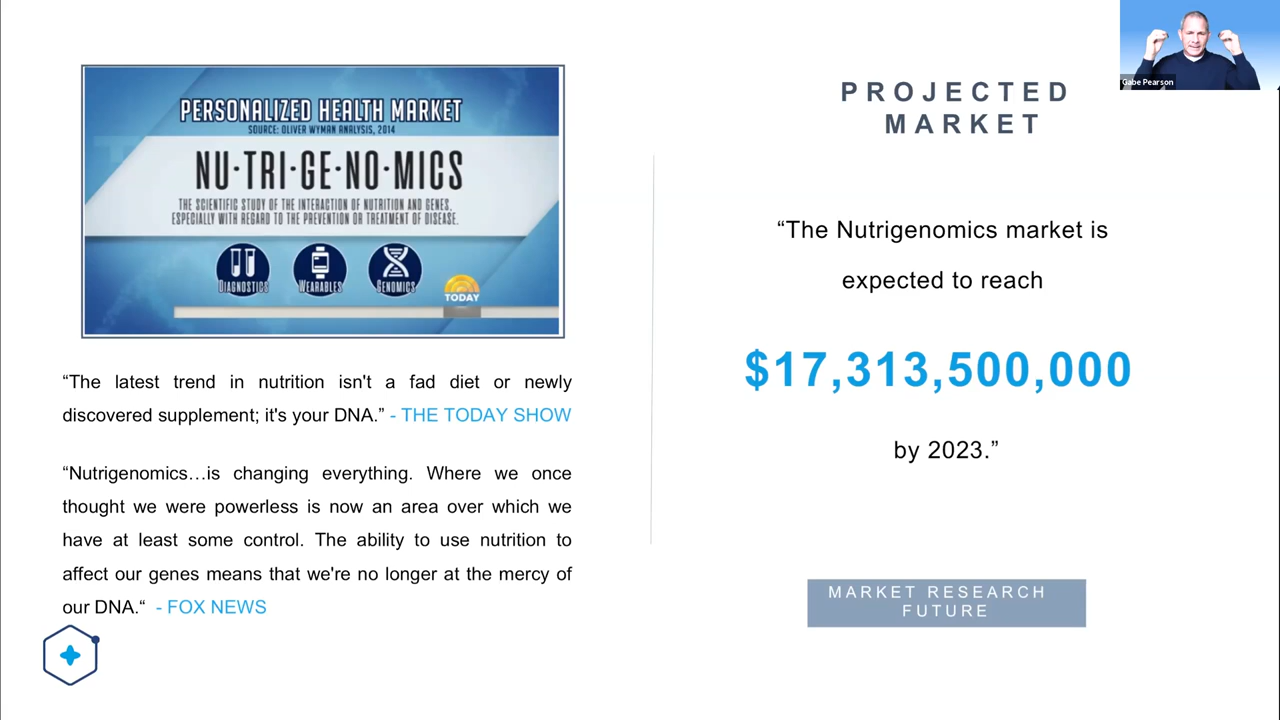 PERSONALIZED HEALTH MARKET
SOURCE: OLIVER WYMAN ANALYSIS, 2014
NU·TRI·GE·NO·MICS
THE SCIENTIFIC STUDY OF THE INTERACTION OF NUTRITION AND GENES,
ESPECIALLY WITH REGARD TO THE PREVENTION OR TREATMENT OF DISEASE.
DIAGNOSTICS
WEARABLES
GENOMICS
TODAY
“The latest trend in nutrition isn't a fad diet or newly
discovered supplement; it's your DNA.” - THE TODAY SHOW
“Nutrigenomics…is changing everything. Where we once
thought we were powerless is now an area over which we
have at least some control. The ability to use nutrition to
affect our genes means that we're no longer at the mercy of
our DNA.“ - FOX NEWS
Gabe Pearson
PROJECTED
MARKET
“The Nutrigenomics market is
expected to reach
$17,313,500,000
by 2023.”
MARKET RESEARCH
FUTURE